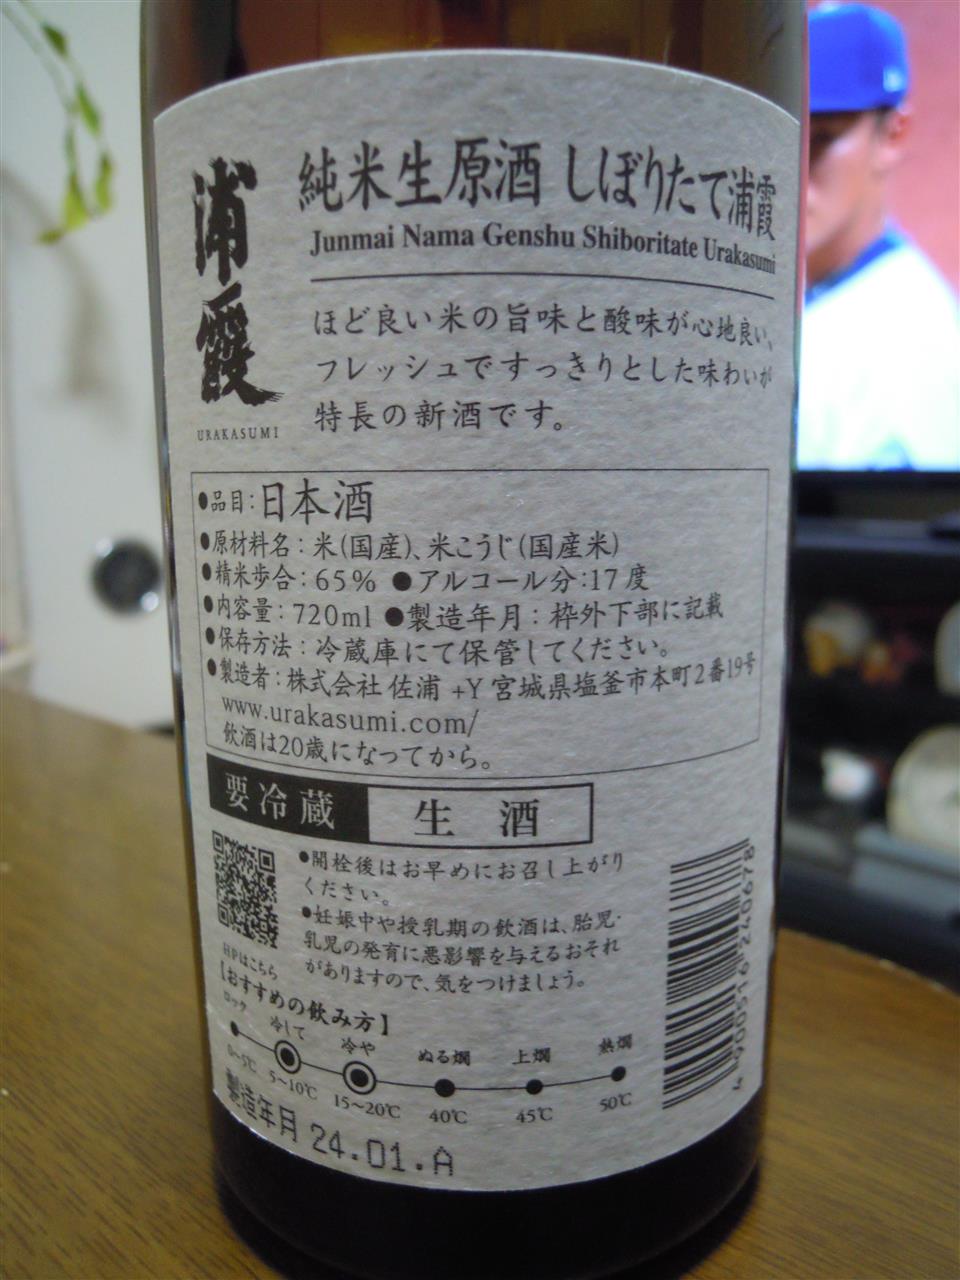 浦霞
URAKASUMI
純米生原酒 しぼりたて浦霞
Junmai Nama Genshu Shiboritate Urakasumi
ほど良い米の旨味と酸味が心地良い、
フレッシュですっきりとした味わいが
特長の新酒です。
●品目:日本酒
●原材料名:米(国産)、米こうじ(国産米)
●精米歩合:65% ●アルコール分:17度
●内容量:720ml ●製造年月:枠外下部に記載
●保存方法:冷蔵庫にて保管してください。
●製造者:株式会社 佐浦 +Y 宮城県塩釜市本町2番19号
www.urakasumi.com/
飲酒は20歳になってから。
要冷蔵 生酒
●開栓後はお早めにお召し上がり
ください。
●妊娠中や授乳期の飲酒は、胎児・
乳児の発育に悪影響を与えるおそれ
がありますので、気をつけましょう。
HPはこちら
【おすすめの飲み方】
ロック 冷して 冷や ぬる燗 上燗 熱燗
0~5℃ 5~10℃ 15~20℃ 40℃ 45℃ 50℃
製造年月 24.01.A
4 900516 240678